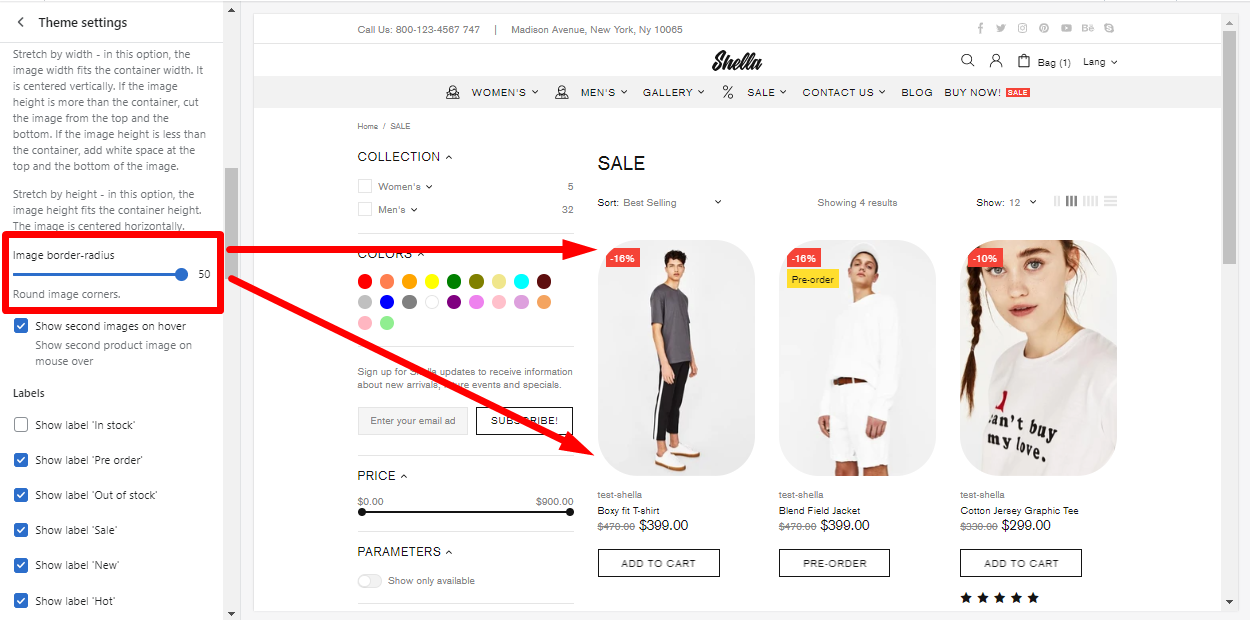 Theme settings
Stretch by width - in this option, the
image width fits the container width. It
is centered vertically. If the image
height is more than the container, cut
the image from the top and the
bottom. If the image height is less than
the container, add white space at the
top and the bottom of the image.
Stretch by height - in this option, the
image height fits the container height.
The image is centered horizontally.
Image border-radius
50
Round image corners.
Show second images on hover
Show second product image on
mouse over
Labels
Show label 'In stock'
Show label 'Pre order'
Show label 'Out of stock'
Show label 'Sale'
Show label 'New'
Show label 'Hot'
Call Us: 800-123-4567 747 | Madison Avenue, New York, Ny 10065
Shella
Bag (1) Lang
WOMEN'S MEN'S GALLERY SALE CONTACT US BLOG BUY NOW! SALE
Home / SALE
COLLECTION
Women's 5
Men's 32
COLORS
Sign up for Shella updates to receive information
about new arrivals, future events and specials.
Enter your email ad SUBSCRIBE!
PRICE
$0.00 $900.00
PARAMETERS
Show only available
SALE
Sort: Best Selling Showing 4 results Show: 12
-16%
-16%
Pre-order
-10%
can't buy
my love.
test-shella
Boxy fit T-shirt
$470.00 $399.00
ADD TO CART
test-shella
Blend Field Jacket
$470.00 $399.00
PRE-ORDER
test-shella
Cotton Jersey Graphic Tee
$330.00 $299.00
ADD TO CART